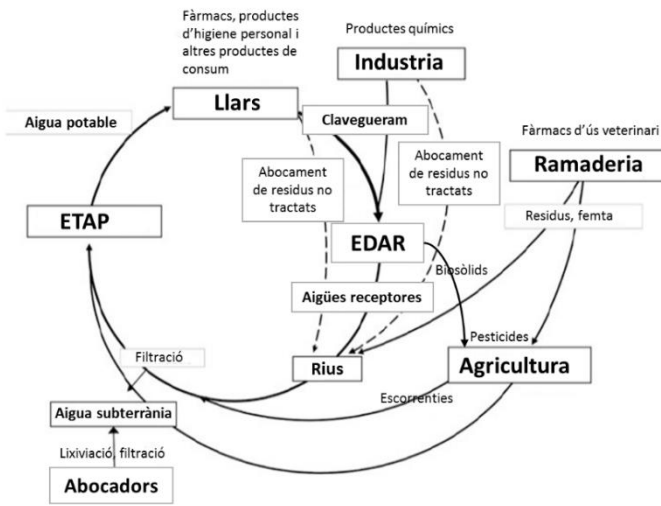 Fàrmacs, productes
d'higiene personal i
altres productes de
consum
Productes químics
Industria
Llars
Clavegueram
Aigua potable
Fàrmacs d'ús veterinari
Ramaderia
Abocament
de residus no
tractats
Abocament
de residus no
tractats
Residus, femta
ETAP
EDAR
Biosòlids
Aigües receptores
Pesticides
Filtració
Rius
Agricultura
Escorrenties
Aigua subterrània
Lixiviació, filtració
Abocadors